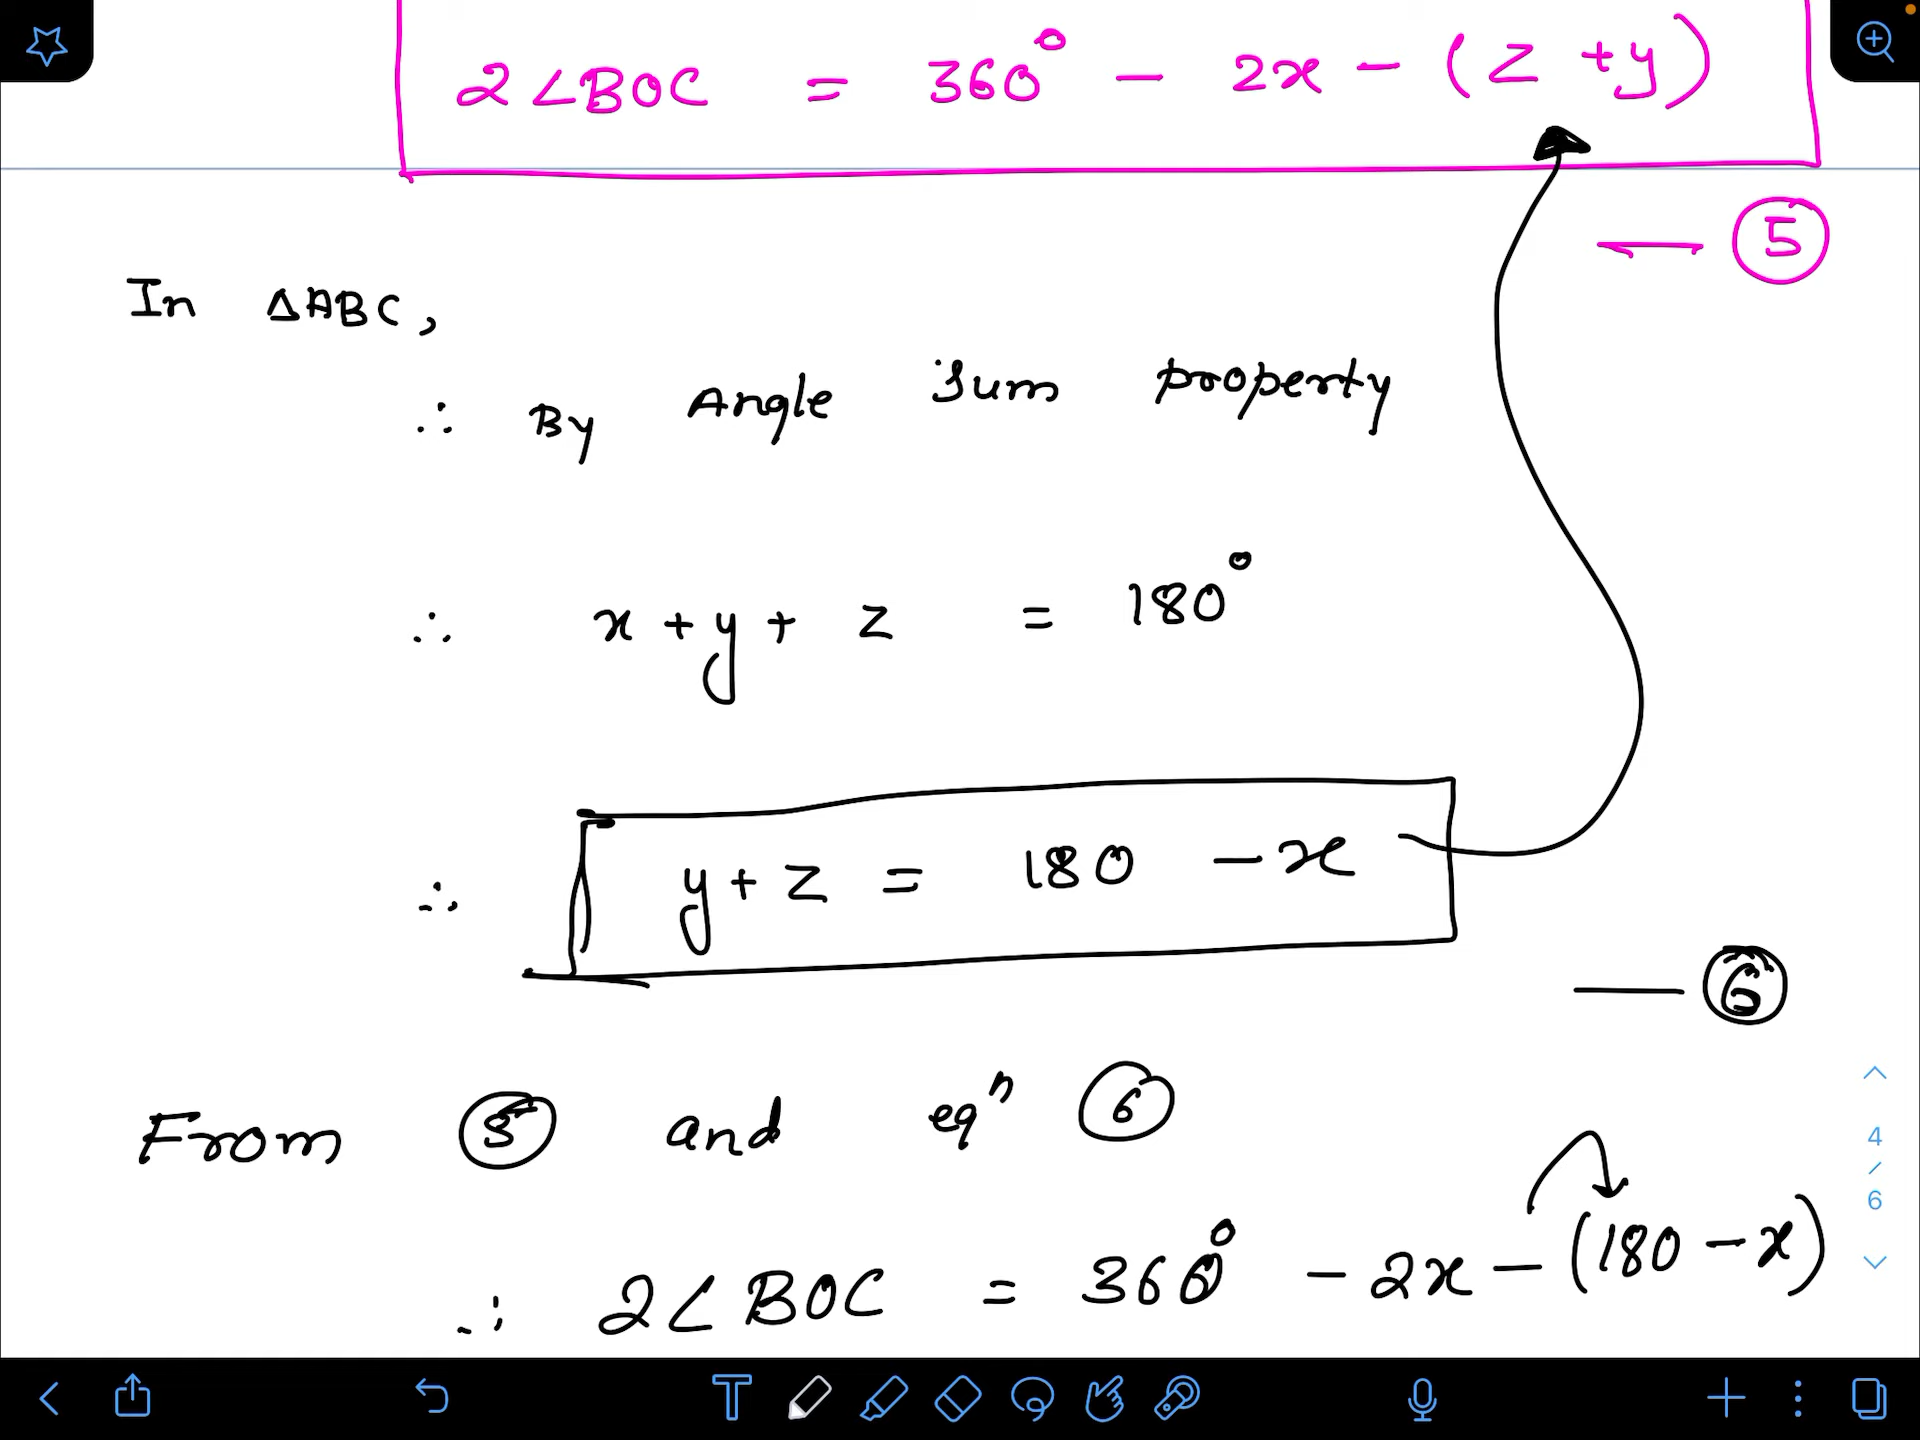 2∠BOC = 360° - 2x - (z + y)
— ⑤
In ΔABC,
∴ By Angle sum property
∴ x + y + z = 180°
∴ y + z = 180 - x
— ⑥
From ⑤ and eqⁿ ⑥
∴ 2∠BOC = 360° - 2x - (180 - x)
4
/
6
T